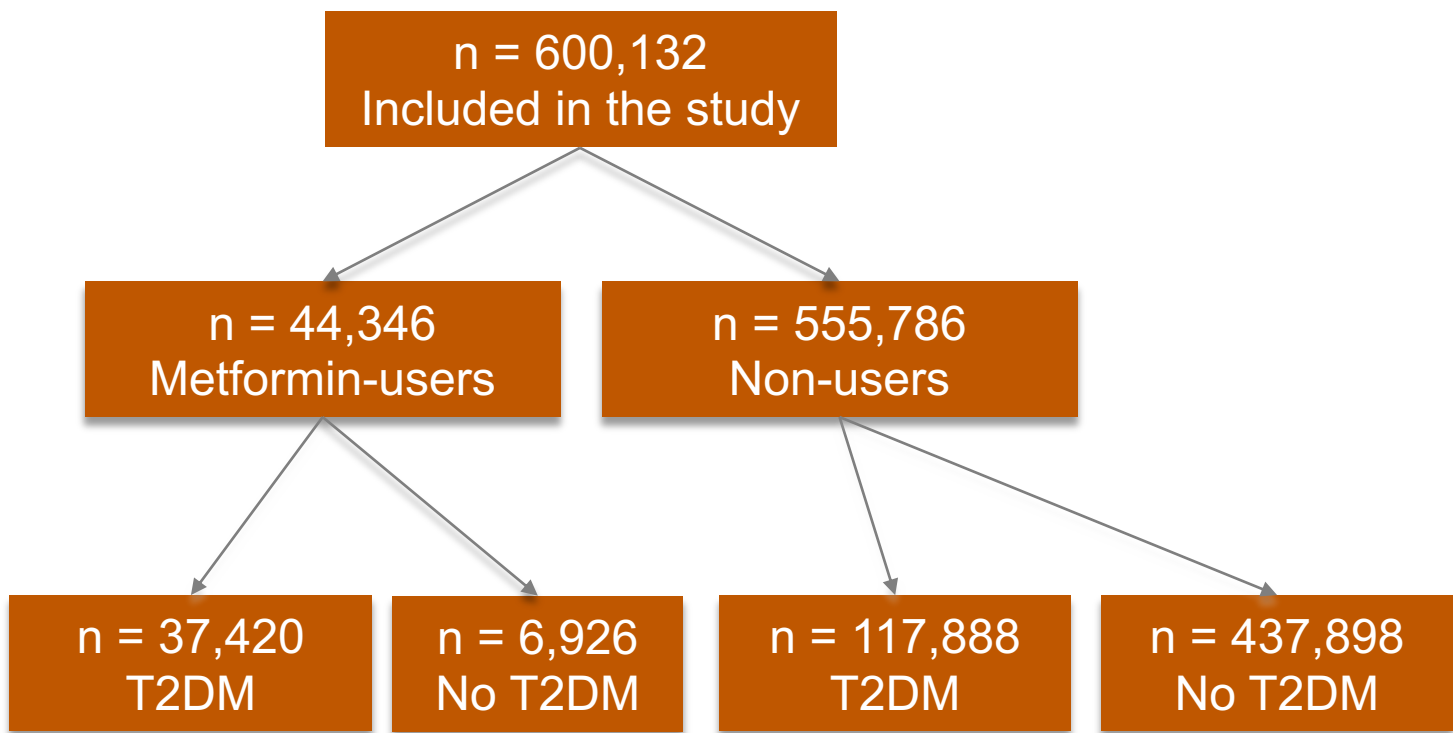 n = 600,132
Included in the study
n = 44,346
Metformin-users
n = 555,786
Non-users
n = 37,420
T2DM
n = 6,926
No T2DM
n = 117,888
T2DM
n = 437,898
No T2DM